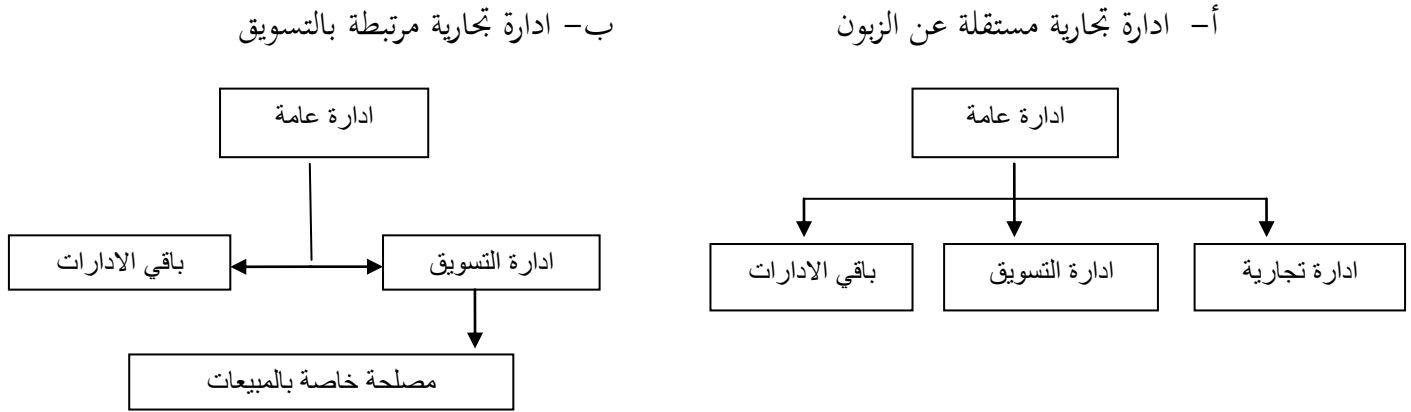 أ– ادارة تجارية مستقلة عن الزبون
ادارة عامة
ادارة تجارية
ادارة التسويق
باقي الادارات
ب– ادارة تجارية مرتبطة بالتسويق
ادارة عامة
ادارة التسويق
باقي الادارات
مصلحة خاصة بالمبيعات